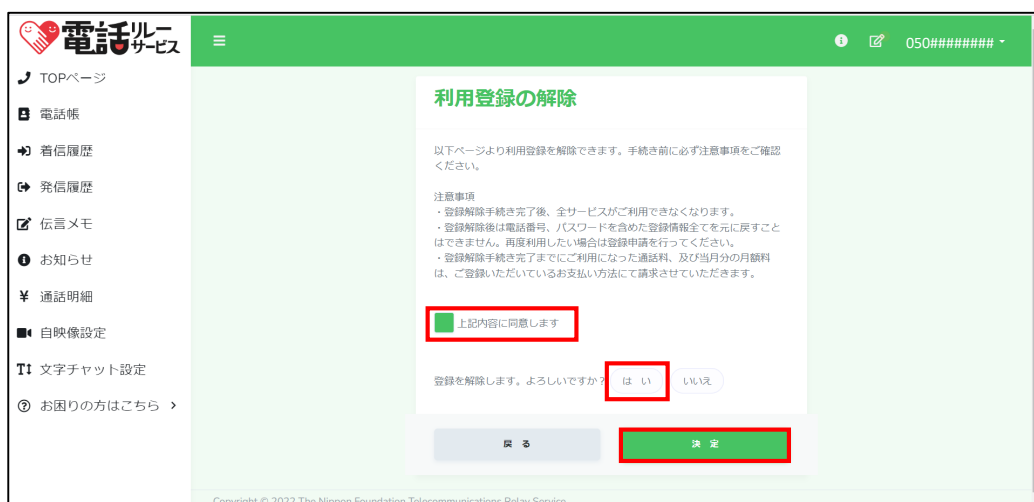 電話リレーサービス
050########
TOPページ
電話帳
着信履歴
発信履歴
伝言メモ
お知らせ
¥ 通話明細
自映像設定
文字チャット設定
お困りの方はこちら
利用登録の解除
以下ページより利用登録を解除できます。手続き前に必ず注意事項をご確認
ください。
注意事項
・登録解除手続き完了後、全サービスがご利用できなくなります。
・登録解除後は電話番号、パスワードを含めた登録情報全てを元に戻すこと
はできません。再度利用したい場合は登録申請を行ってください。
・登録解除手続き完了までにご利用になった通話料、及び当月分の月額料
は、ご登録いただいているお支払い方法にて請求させていただきます。
上記内容に同意します
登録を解除します。よろしいですか? はい いいえ
戻る 決定
Copyright © 2022 The Nippon Foundation Telecommunications Relay Service